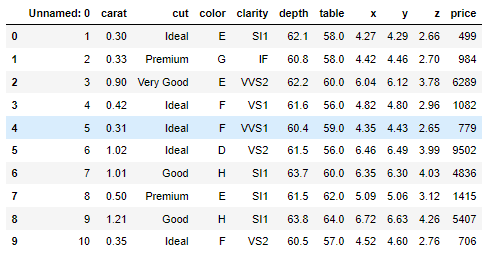 Unnamed: 0 carat cut color clarity depth table x y z price
0 1 0.30 Ideal E SI1 62.1 58.0 4.27 4.29 2.66 499
1 2 0.33 Premium G IF 60.8 58.0 4.42 4.46 2.70 984
2 3 0.90 Very Good E VVS2 62.2 60.0 6.04 6.12 3.78 6289
3 4 0.42 Ideal F VS1 61.6 56.0 4.82 4.80 2.96 1082
4 5 0.31 Ideal F VVS1 60.4 59.0 4.35 4.43 2.65 779
5 6 1.02 Ideal D VS2 61.5 56.0 6.46 6.49 3.99 9502
6 7 1.01 Good H SI1 63.7 60.0 6.35 6.30 4.03 4836
7 8 0.50 Premium E SI1 61.5 62.0 5.09 5.06 3.12 1415
8 9 1.21 Good H SI1 63.8 64.0 6.72 6.63 4.26 5407
9 10 0.35 Ideal F VS2 60.5 57.0 4.52 4.60 2.76 706